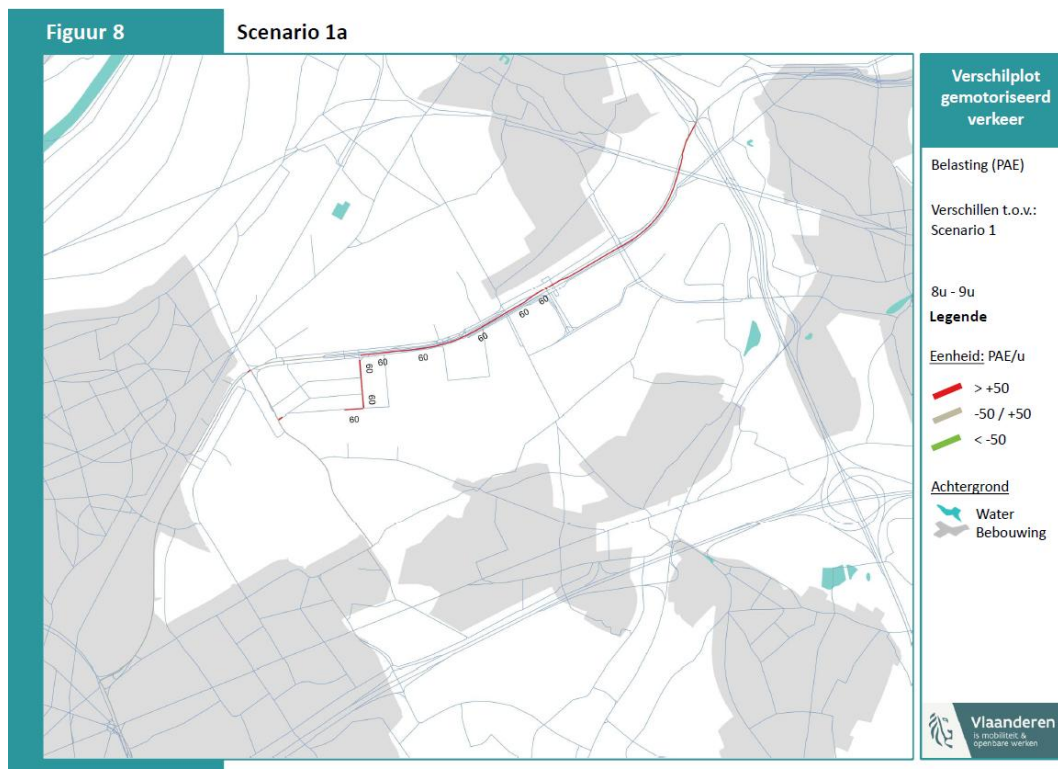 Figuur 8
Scenario 1a
60
60
60
60
60
60
60
60
Verschilplot
gemotoriseerd
verkeer
Belasting (PAE)
Verschillen t.o.v.:
Scenario 1
8u - 9u
Legende
Eenheid: PAE/u
> +50
-50 / +50
< -50
Achtergrond
Water
Bebouwing
Vlaanderen
is mobiliteit &
openbare werken